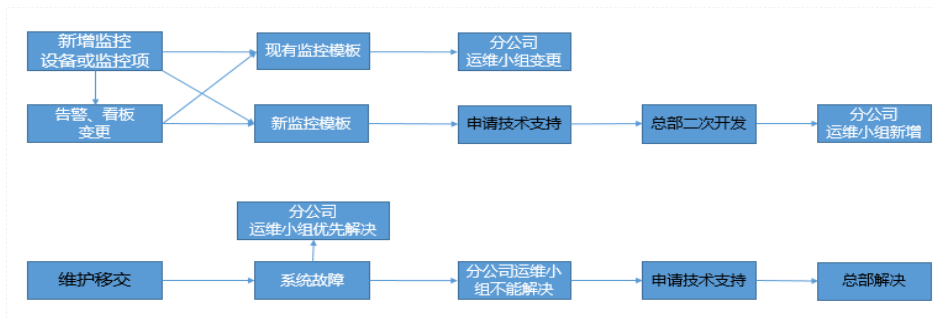 新增监控
设备或监控项
现有监控模板
分公司
运维小组变更
告警、看板
变更
新监控模板
申请技术支持
总部二次开发
分公司
运维小组新增
分公司
运维小组优先解决
维护移交
系统故障
分公司运维小
组不能解决
申请技术支持
总部解决